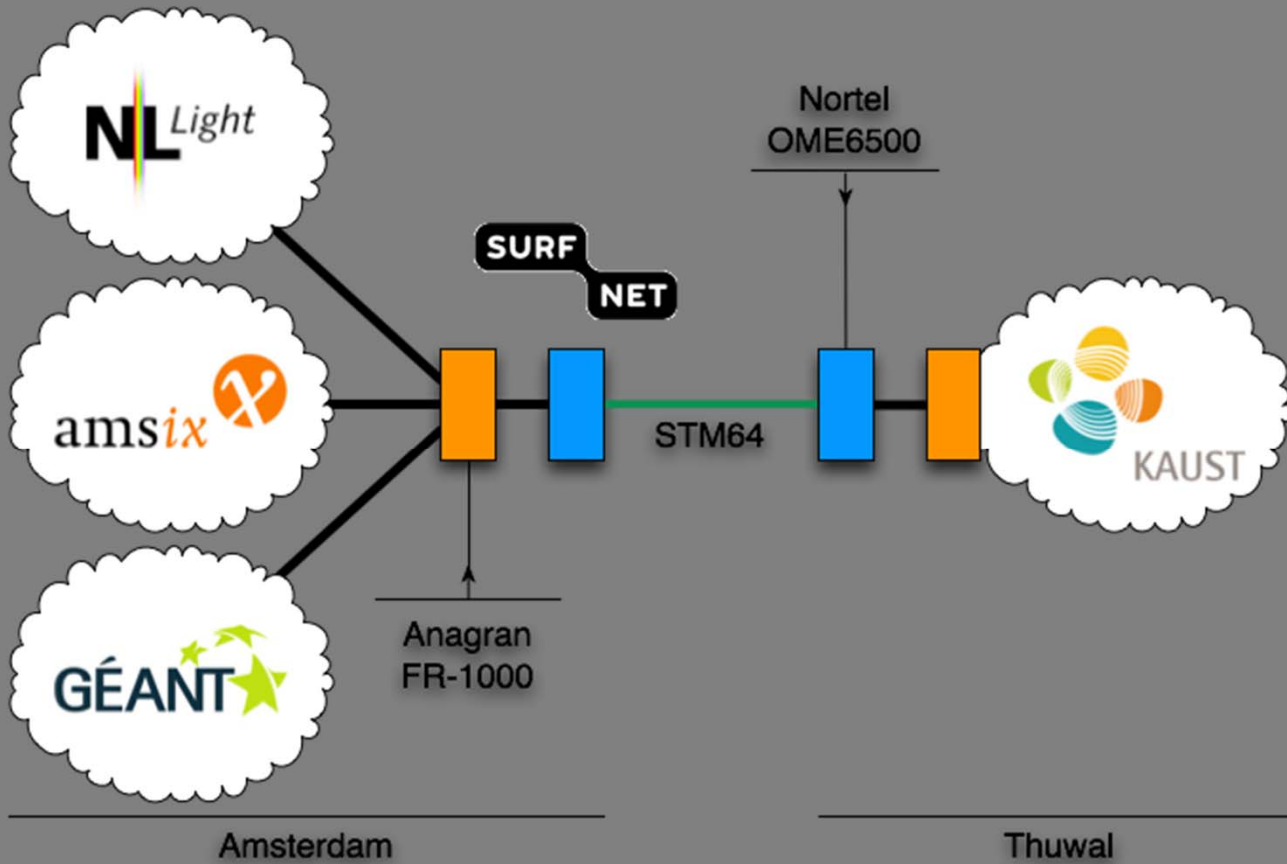 NL Light
Nortel
OME6500
SURF
NET
amsix
STM64
KAUST
Anagran
FR-1000
GÉANT
Amsterdam
Thuwal